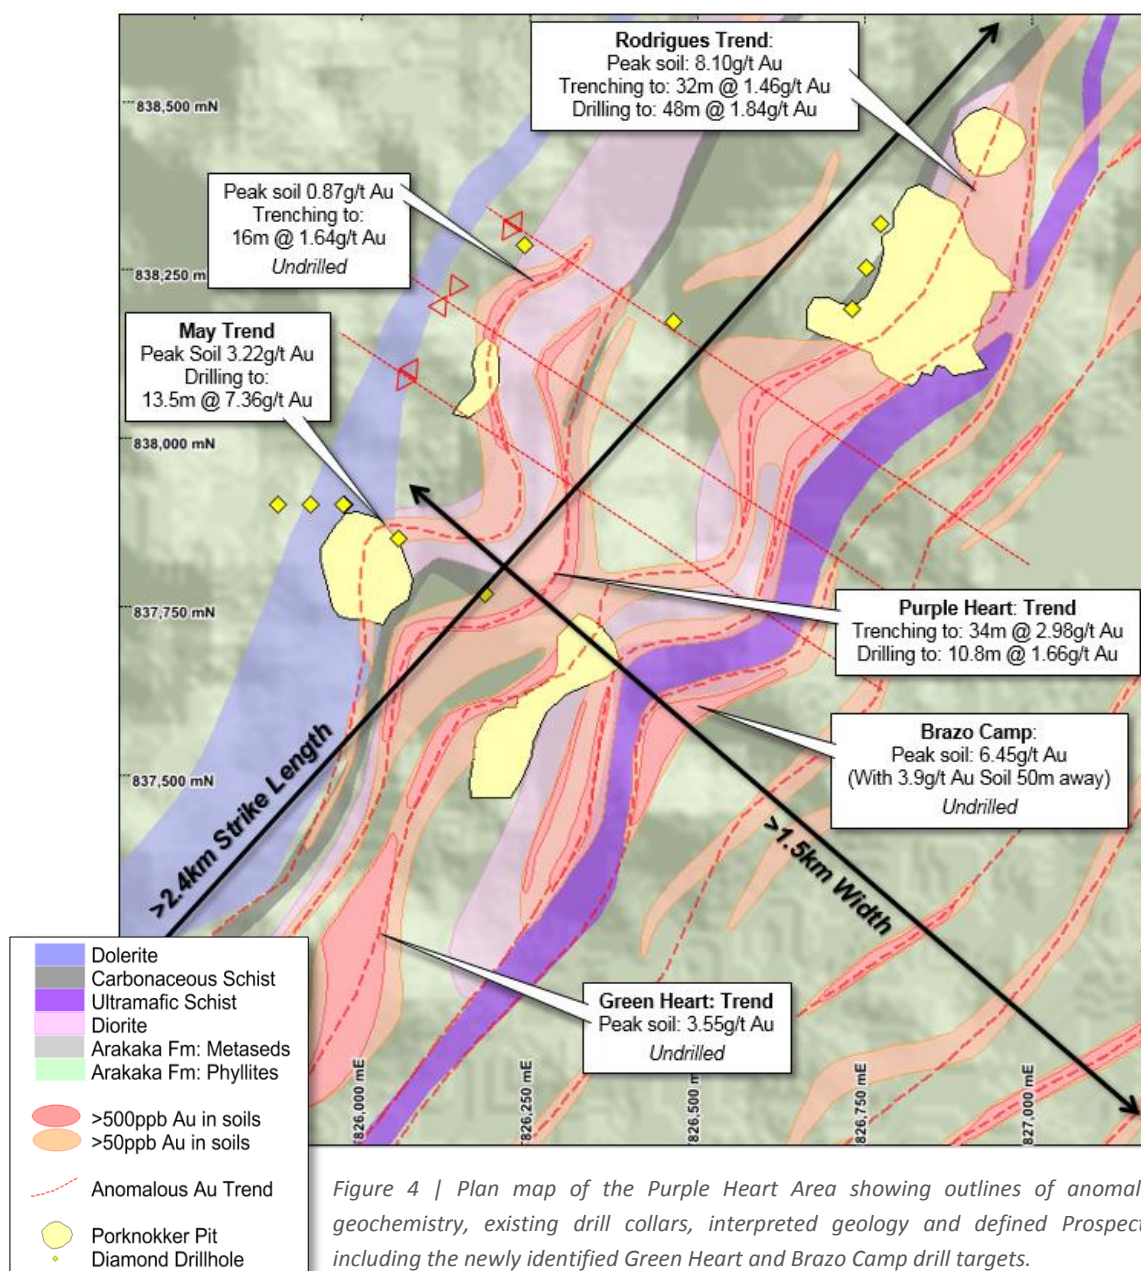 Rodrigues Trend:
Peak soil: 8.10g/t Au
Trenching to: 32m @ 1.46g/t Au
Drilling to: 48m @ 1.84g/t Au
838,500 mN
Peak soil 0.87g/t Au
Trenching to:
16m @ 1.64g/t Au
Undrilled
838,250 m
May Trend
Peak Soil 3.22g/t Au
Drilling to:
13.5m @ 7.36g/t Au
838,000 mN
837,750 mN
Purple Heart: Trend
Trenching to: 34m @ 2.98g/t Au
Drilling to: 10.8m @ 1.66g/t Au
Brazo Camp:
Peak soil: 6.45g/t Au
(With 3.9g/t Au Soil 50m away)
Undrilled
837,500 mN
>2.4km Strike Length
>1.5km Width
Green Heart: Trend
Peak soil: 3.55g/t Au
Undrilled
826,000 mE
826,250 mE
826,500 mE
826,750 mE
827,000 mE
Dolerite
Carbonaceous Schist
Ultramafic Schist
Diorite
Arakaka Fm: Metaseds
Arakaka Fm: Phyllites
>500ppb Au in soils
>50ppb Au in soils
Anomalous Au Trend
Porknokker Pit
Diamond Drillhole
Figure 4 | Plan map of the Purple Heart Area showing outlines of anomal
geochemistry, existing drill collars, interpreted geology and defined Prospect
including the newly identified Green Heart and Brazo Camp drill targets.